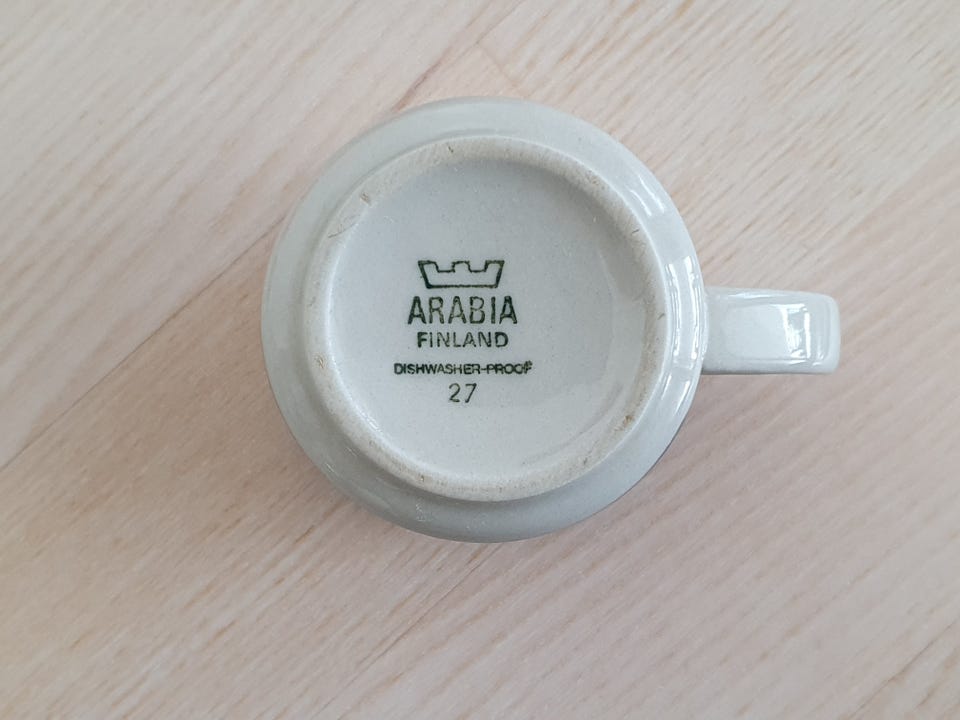 ARABIA
FINLAND
DISHWASHER-PROOF
27